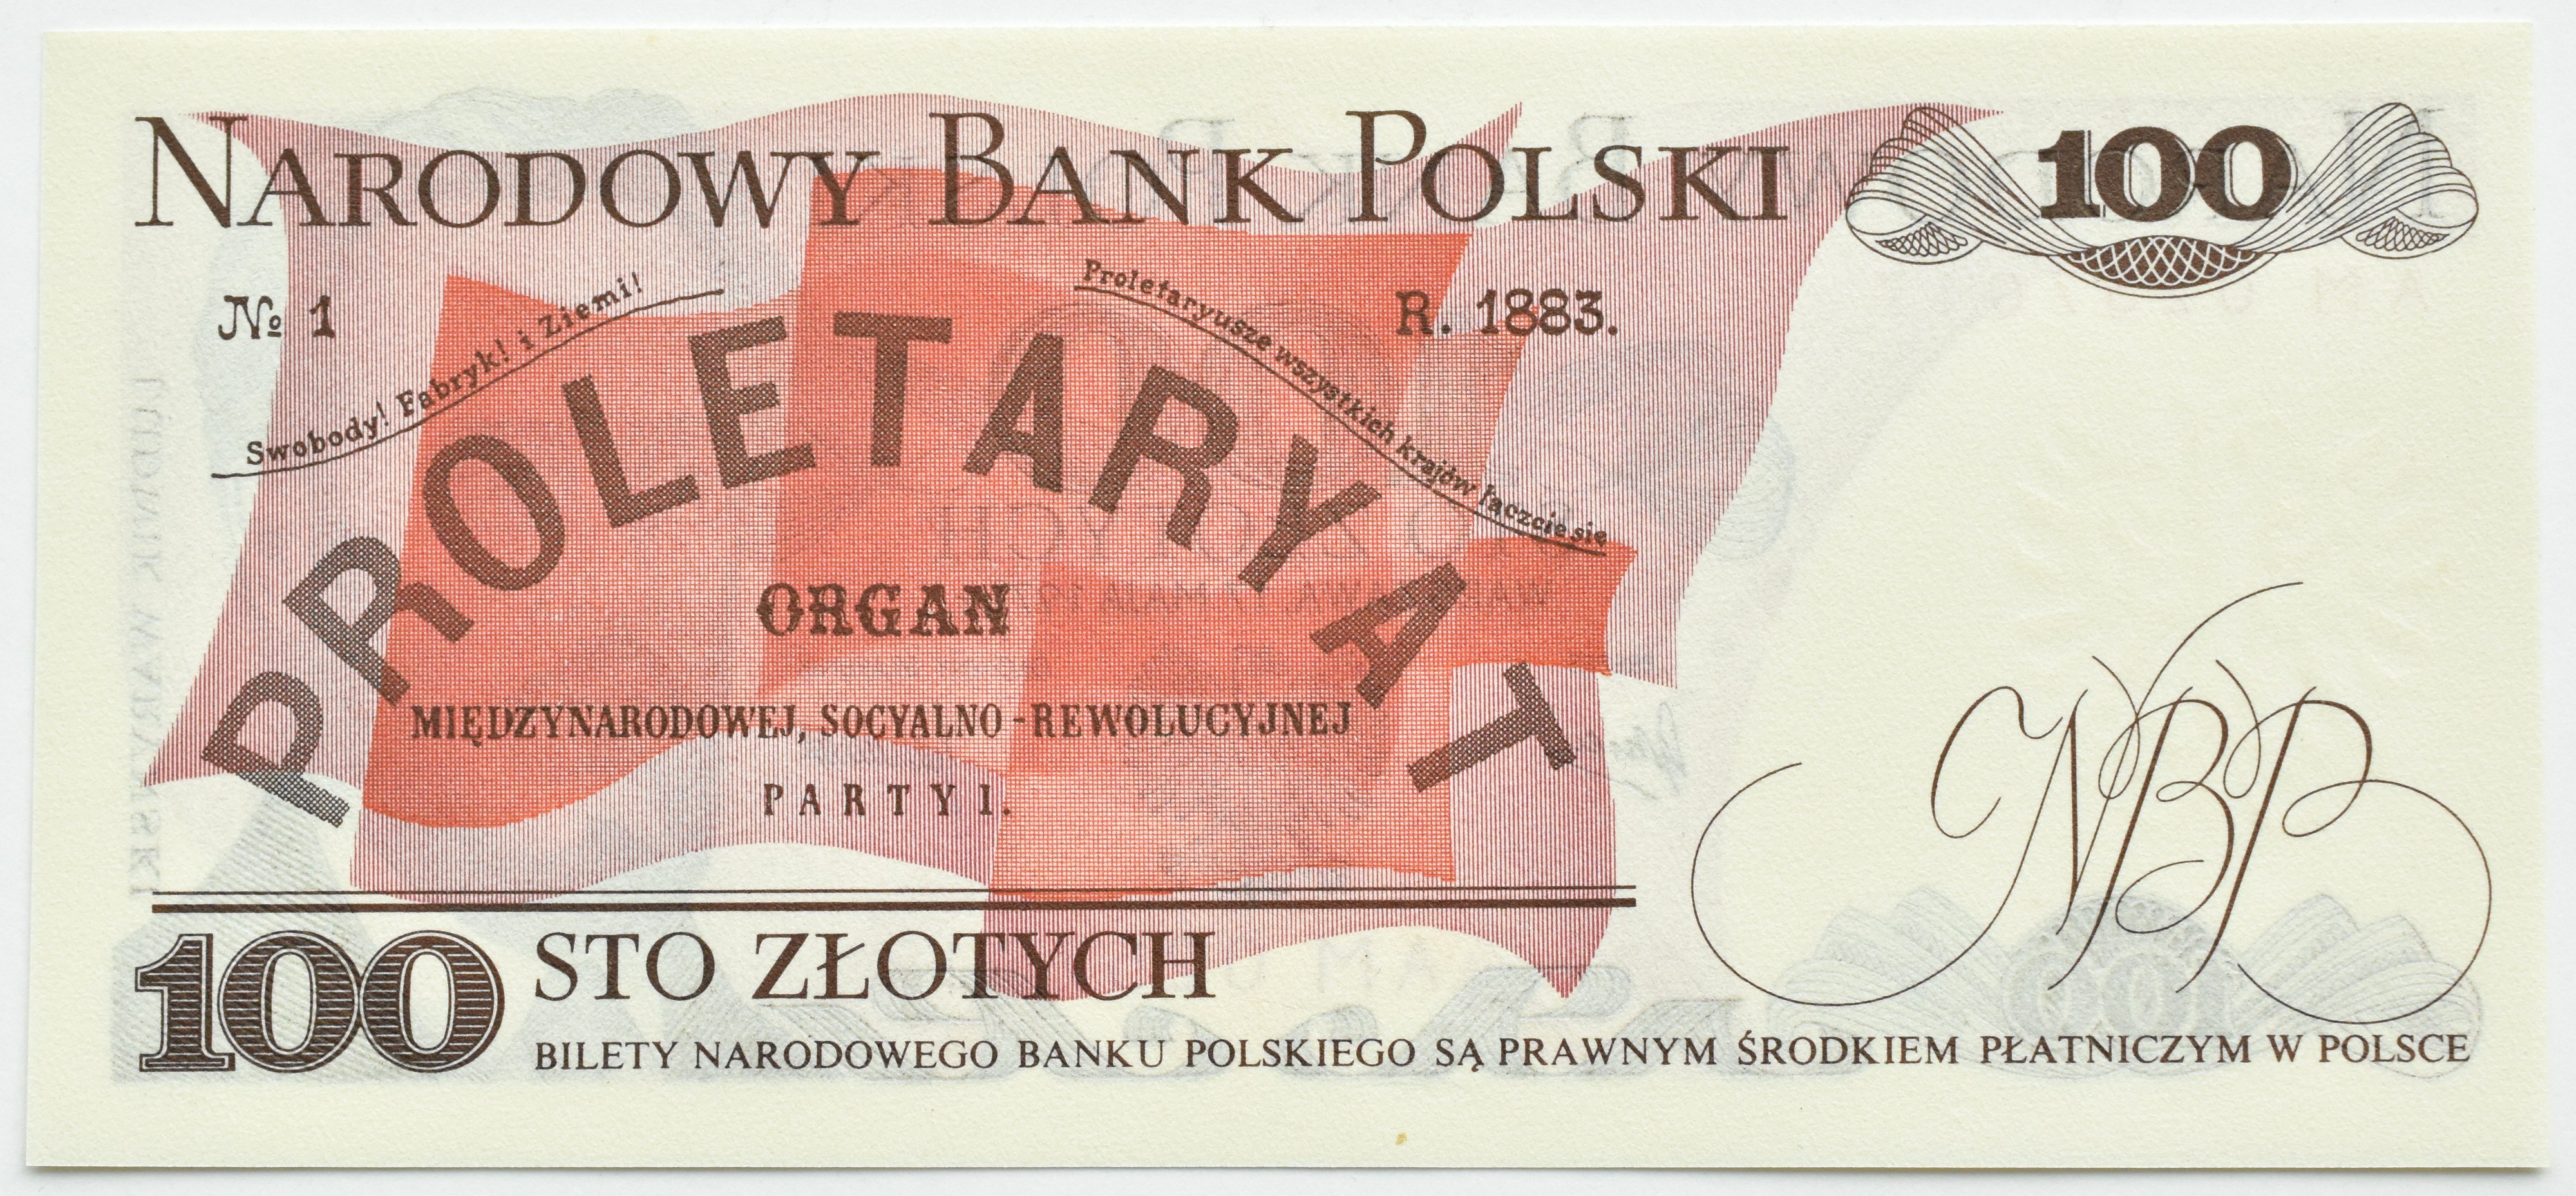 NARODOWY BANK POLSKI
100
№ 1
Swobody! Fabryk! i Ziemi!
Proletaryusze wszystkich krajów łączcie się
R. 1883.
PROLETARYAT
ORGAN
MIĘDZYNARODOWEJ, SOCYALNO-REWOLUCYJNEJ
PARTYI.
NBP
100 STO ZŁOTYCH
BILETY NARODOWEGO BANKU POLSKIEGO SĄ PRAWNYM ŚRODKIEM PŁATNICZYM W POLSCE